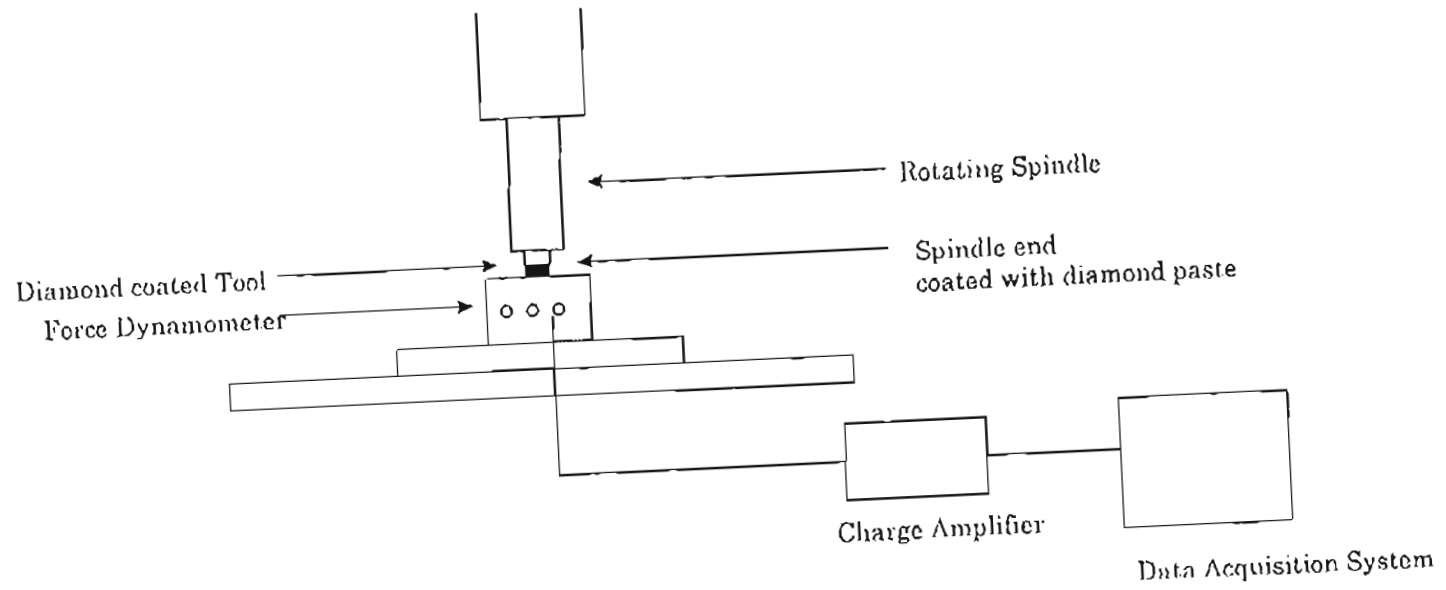 Rotating Spindle
Spindle end
coated with diamond paste
Diamond coated Tool
Force Dynamometer
Charge Amplifier
Data Acquisition System